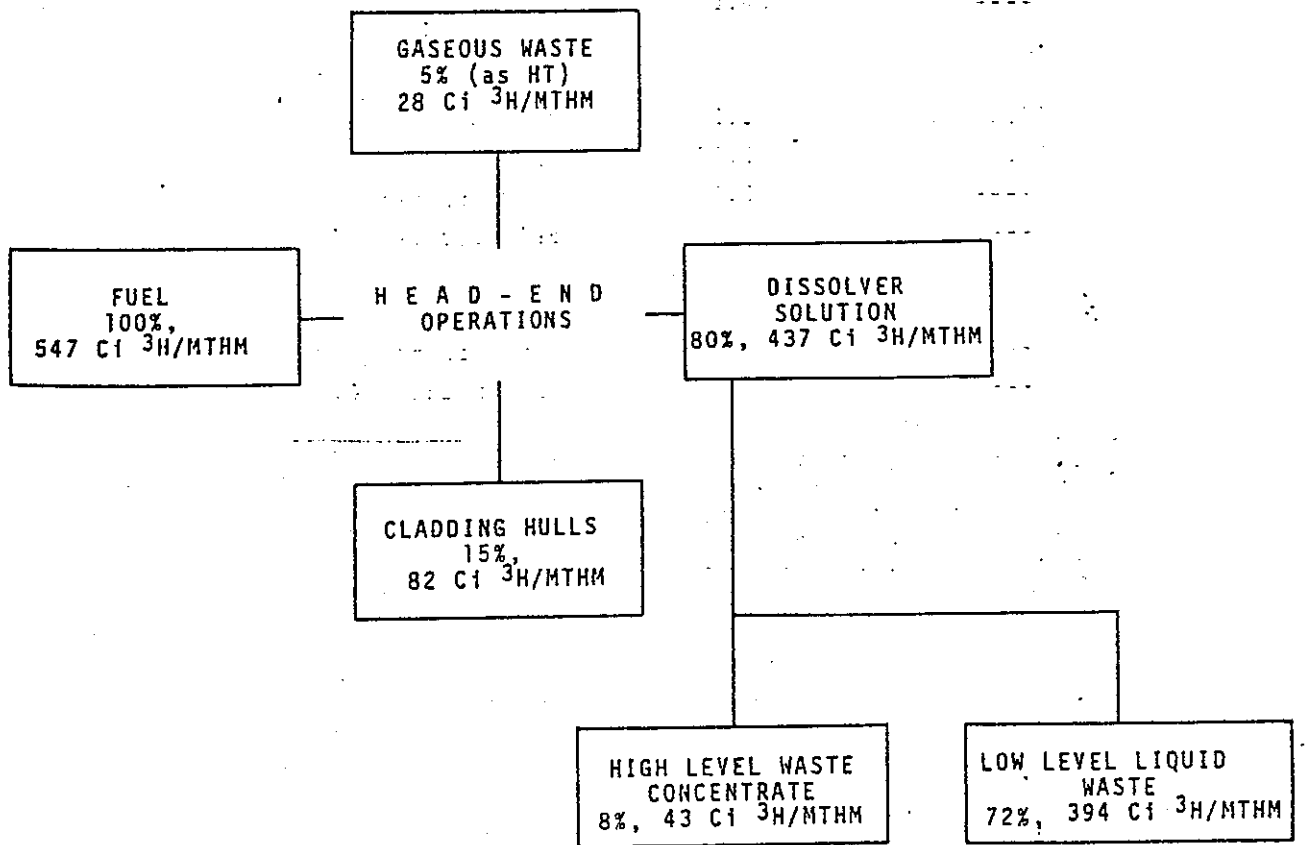 GASEOUS WASTE
5% (as HT)
28 Ci ³H/MTHM
FUEL
100%,
547 Ci ³H/MTHM
HEAD-END
OPERATIONS
DISSOLVER
SOLUTION
80%, 437 Ci ³H/MTHM
CLADDING HULLS
15%,
82 Ci ³H/MTHM
HIGH LEVEL WASTE
CONCENTRATE
8%, 43 Ci ³H/MTHM
LOW LEVEL LIQUID
WASTE
72%, 394 Ci ³H/MTHM